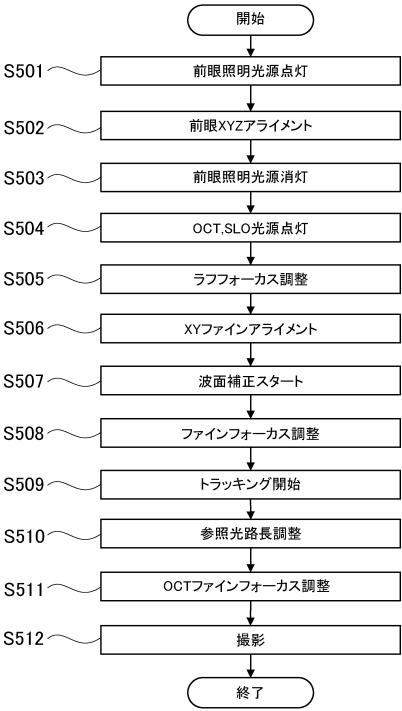 開始
S501 前眼照明光源点灯
S502 前眼XYZアライメント
S503 前眼照明光源消灯
S504 OCT,SLO光源点灯
S505 ラフフォーカス調整
S506 XYファインアライメント
S507 波面補正スタート
S508 ファインフォーカス調整
S509 トラッキング開始
S510 参照光路長調整
S511 OCTファインフォーカス調整
S512 撮影
終了